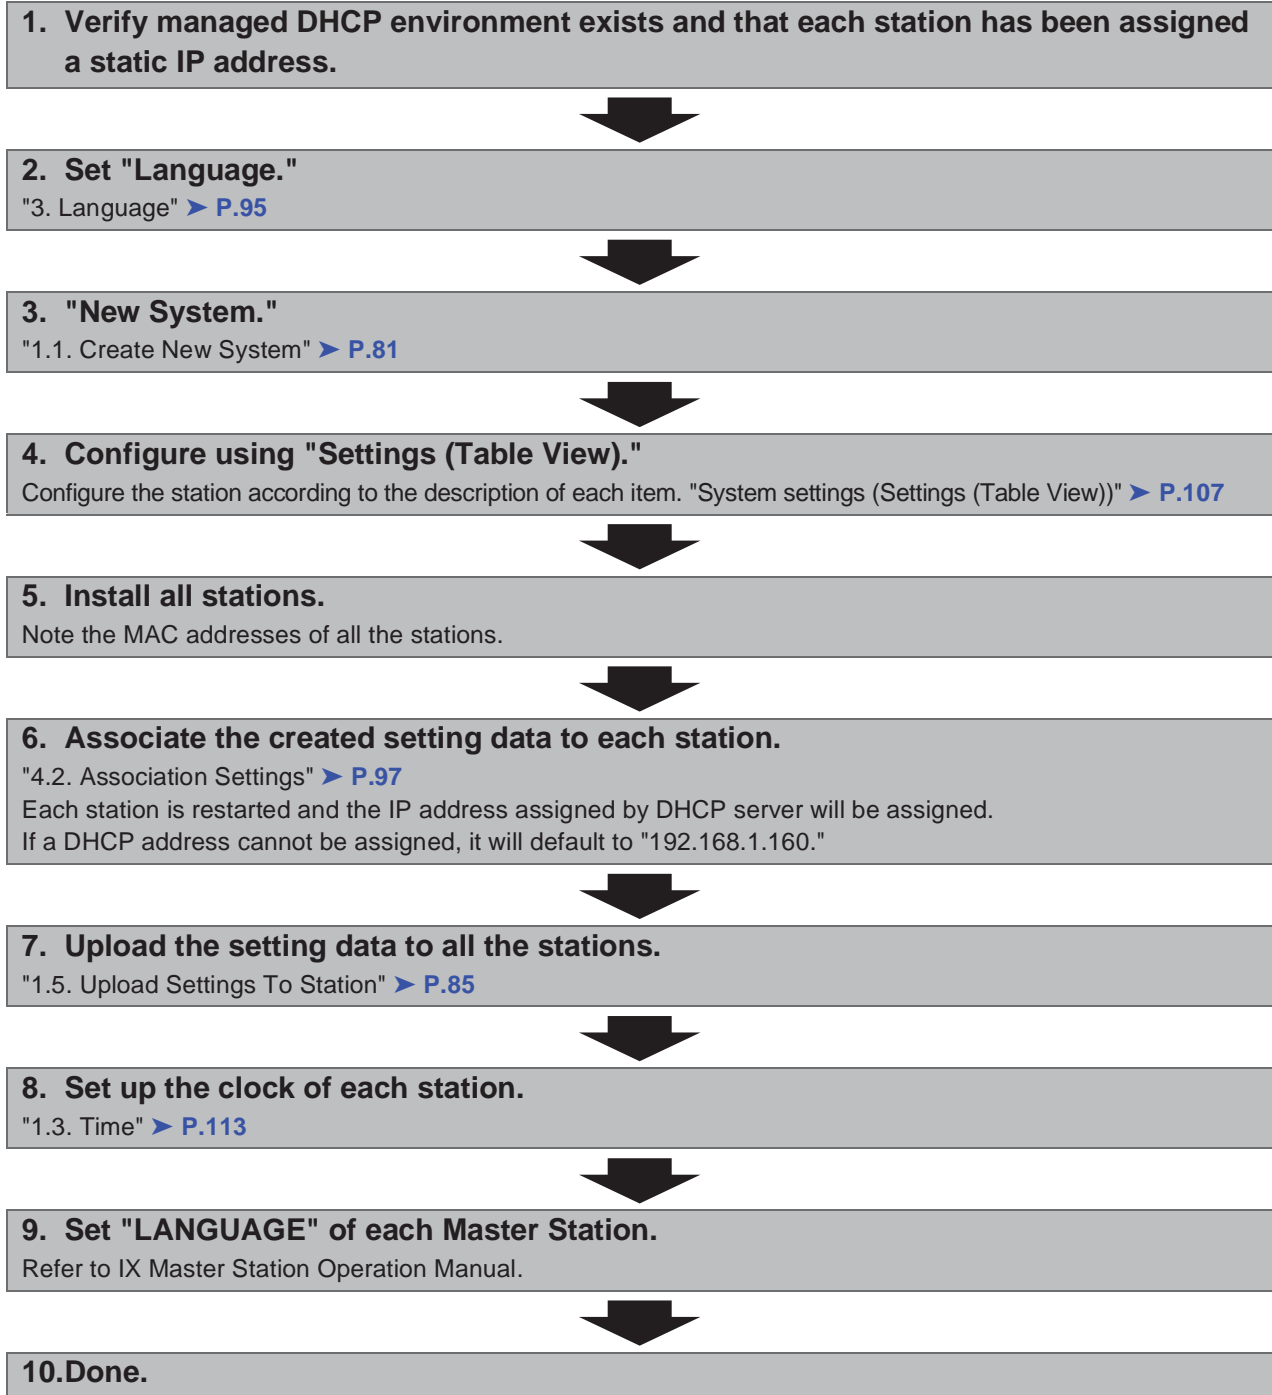 1. Verify managed DHCP environment exists and that each station has been assigned
a static IP address.
2. Set "Language."
"3. Language" ➤ P.95
3. "New System."
"1.1. Create New System" ➤ P.81
4. Configure using "Settings (Table View)."
Configure the station according to the description of each item. "System settings (Settings (Table View))" ➤ P.107
5. Install all stations.
Note the MAC addresses of all the stations.
6. Associate the created setting data to each station.
"4.2. Association Settings" ➤ P.97
Each station is restarted and the IP address assigned by DHCP server will be assigned.
If a DHCP address cannot be assigned, it will default to "192.168.1.160."
7. Upload the setting data to all the stations.
"1.5. Upload Settings To Station" ➤ P.85
8. Set up the clock of each station.
"1.3. Time" ➤ P.113
9. Set "LANGUAGE" of each Master Station.
Refer to IX Master Station Operation Manual.
10.Done.